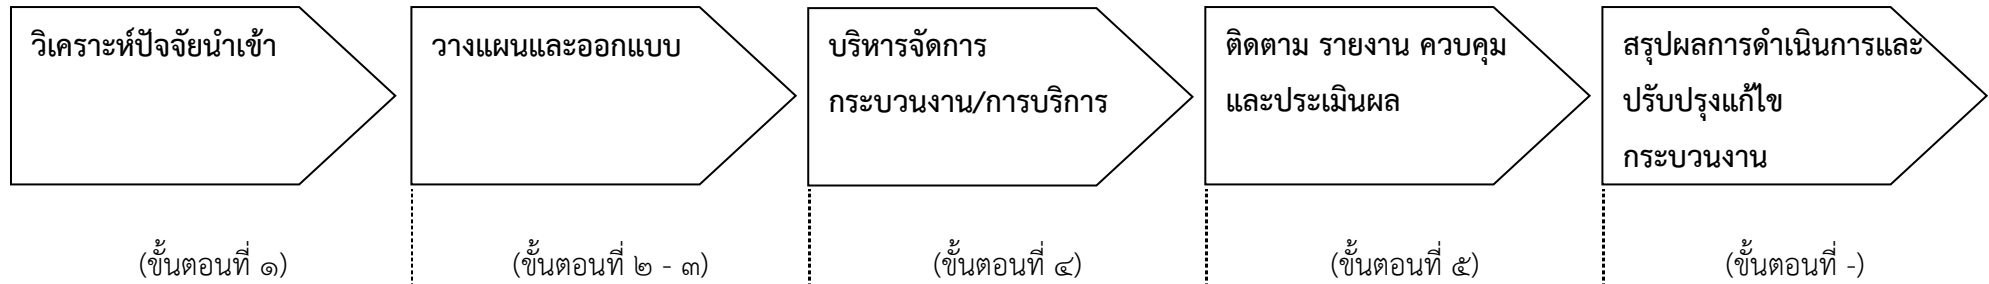 วิเคราะห์ปัจจัยนำเข้า
(ขั้นตอนที่ ๑)
วางแผนและออกแบบ
(ขั้นตอนที่ ๒ - ๓)
บริหารจัดการ
กระบวนงาน/การบริการ
(ขั้นตอนที่ ๔)
ติดตาม รายงาน ควบคุม
และประเมินผล
(ขั้นตอนที่ ๕)
สรุปผลการดำเนินการและ
ปรับปรุงแก้ไข
กระบวนงาน
(ขั้นตอนที่ -)